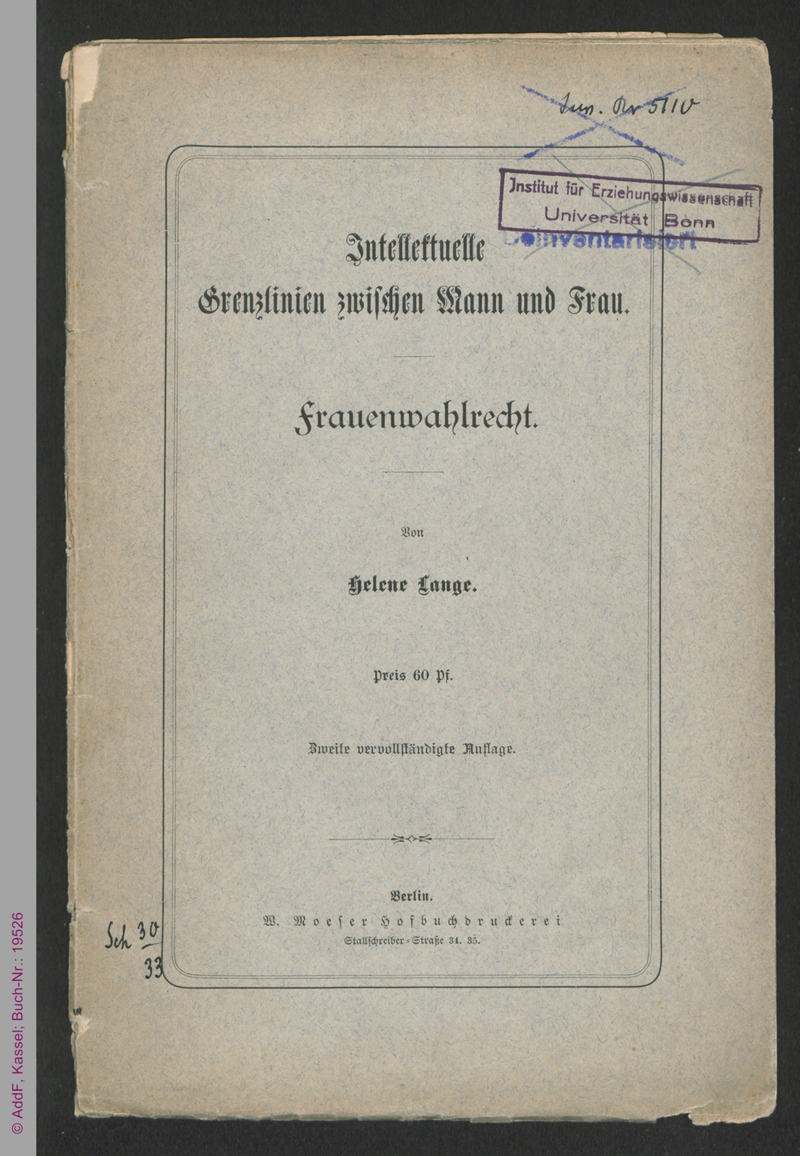 Inv. Nr 5110
Institut für Erziehungswissenschaft
Universität Bonn
Deinventarisiert
Intellektuelle
Grenzlinien zwischen Mann und Frau.
Frauenwahlrecht.
Von
Helene Lange.
Preis 60 Pf.
Zweite vervollständigte Auflage.
Berlin.
W. Moeser Hofbuchdruckerei
Stallschreiber-Straße 34. 35.
Sch 30
33
© AddF, Kassel; Buch-Nr.: 19526